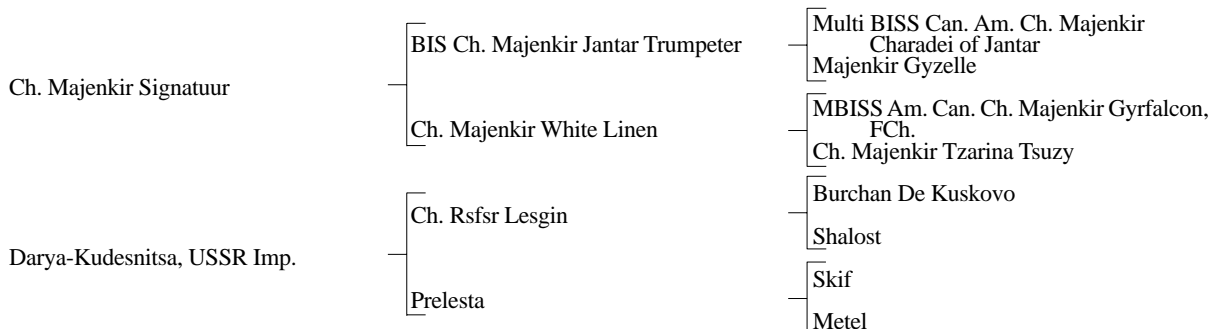 Ch. Majenkir Signatuur
BIS Ch. Majenkir Jantar Trumpeter
Multi BISS Can. Am. Ch. Majenkir
Charadei of Jantar
Majenkir Gyzelle
Ch. Majenkir White Linen
MBISS Am. Can. Ch. Majenkir Gyrfalcon,
FCh.
Ch. Majenkir Tzarina Tsuzy
Darya-Kudesnitsa, USSR Imp.
Ch. Rsfsr Lesgin
Burchan De Kuskovo
Shalost
Prelesta
Skif
Metel